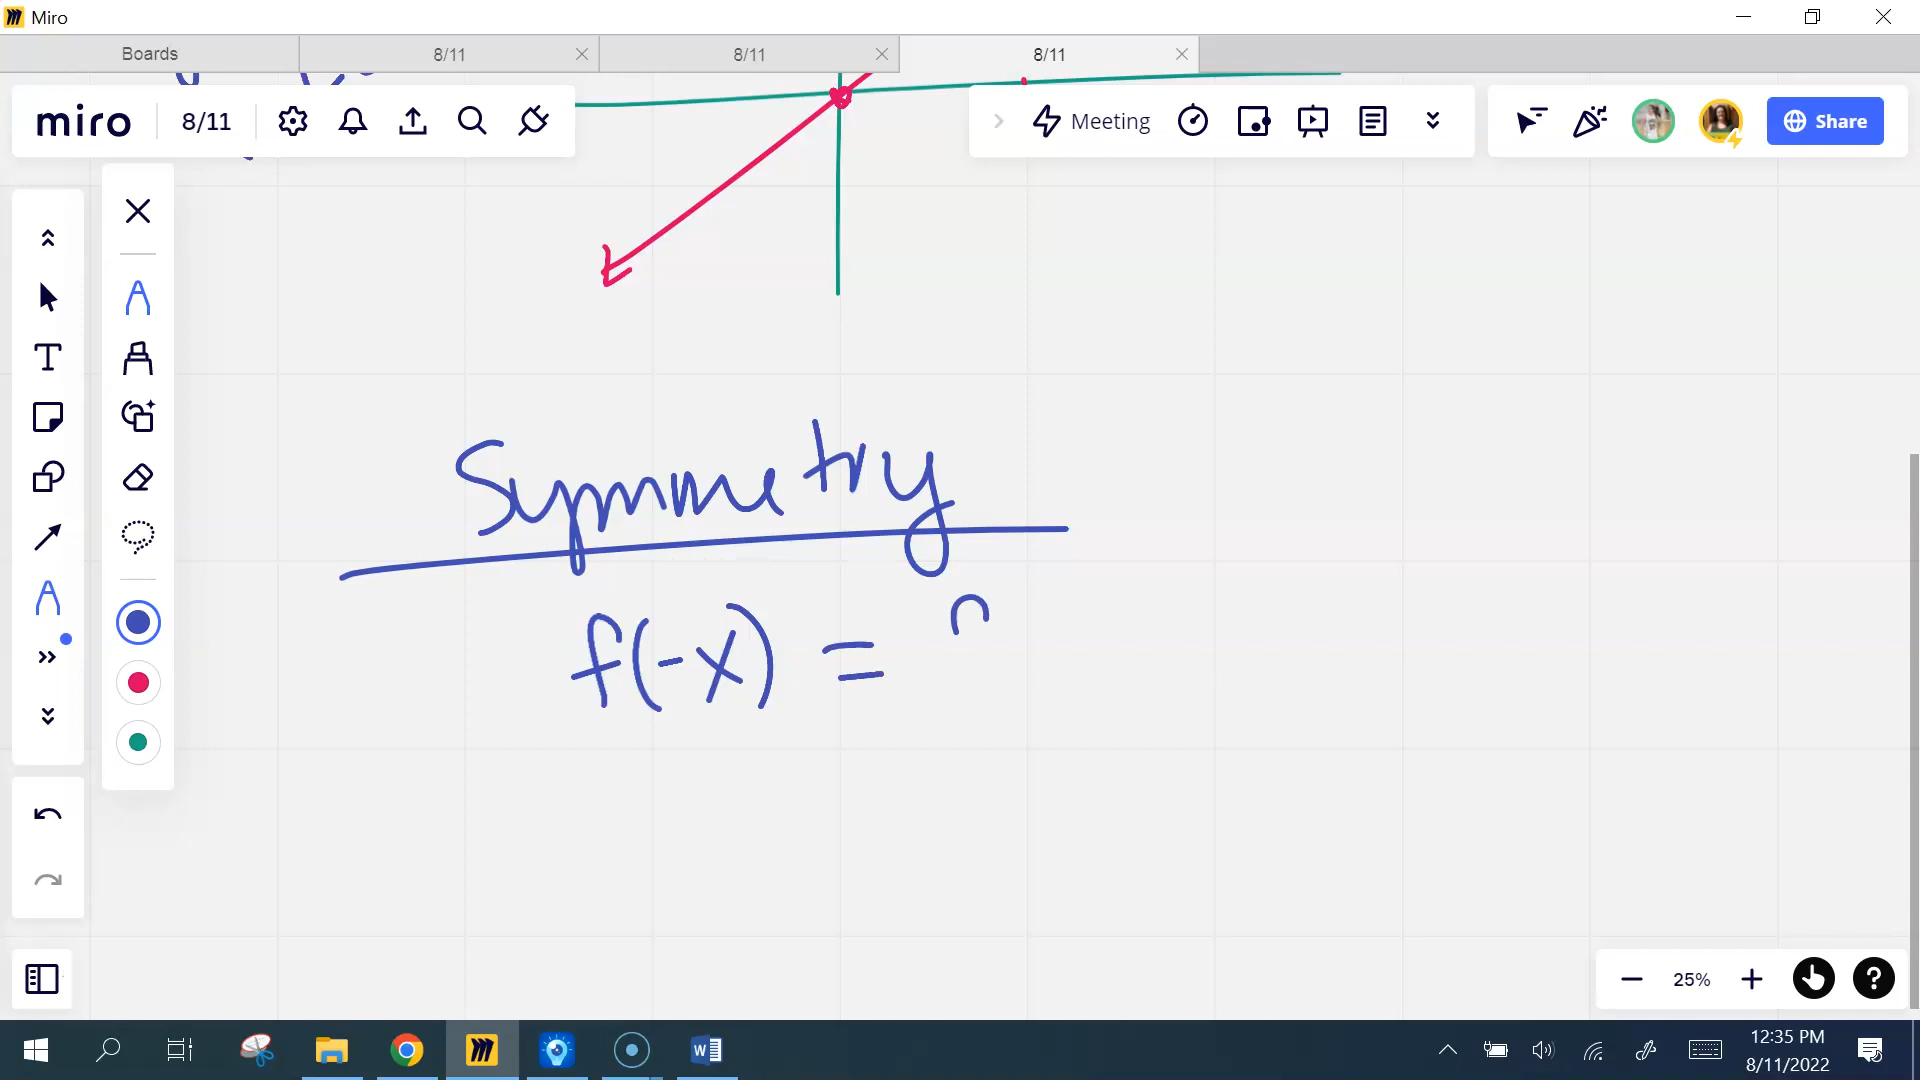 Miro
Boards 8/11 8/11 8/11
miro 8/11 Meeting Share
Symmetry
f(-x) =
25%
12:35 PM
8/11/2022